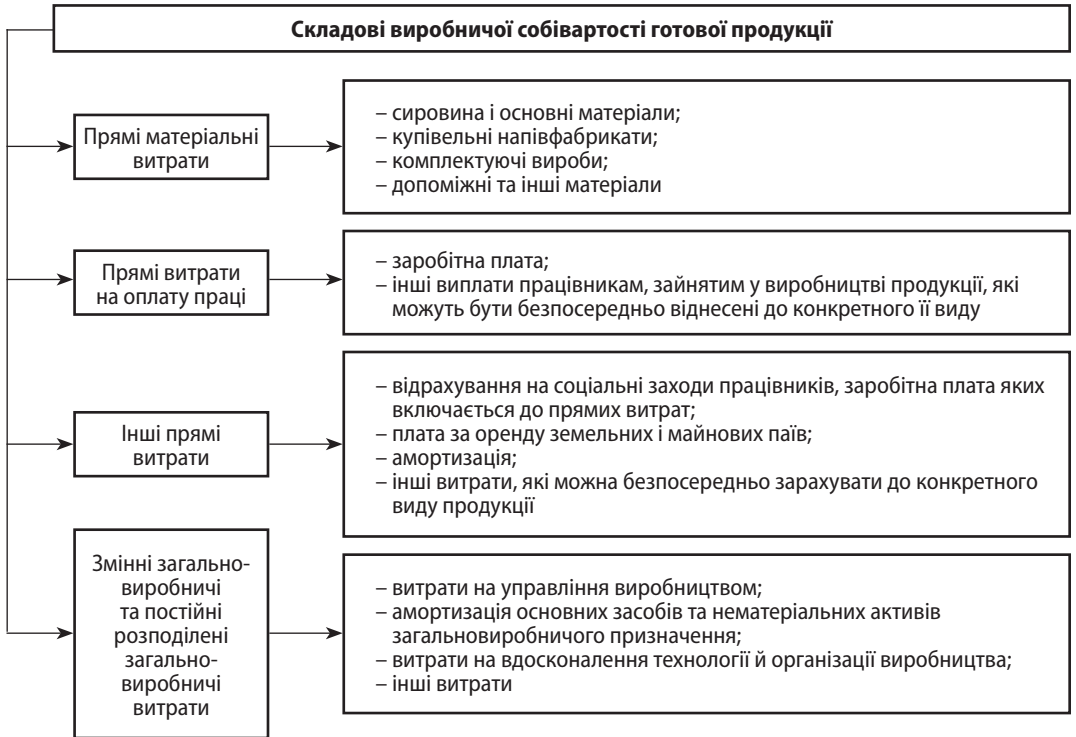 Складові виробничої собівартості готової продукції
Прямі матеріальні
витрати
– сировина і основні матеріали;
– купівельні напівфабрикати;
– комплектуючі вироби;
– допоміжні та інші матеріали
Прямі витрати
на оплату праці
– заробітна плата;
– інші виплати працівникам, зайнятим у виробництві продукції, які
можуть бути безпосередньо віднесені до конкретного її виду
Інші прямі
витрати
– відрахування на соціальні заходи працівників, заробітна плата яких
включається до прямих витрат;
– плата за оренду земельних і майнових паїв;
– амортизація;
– інші витрати, які можна безпосередньо зарахувати до конкретного
виду продукції
Змінні загально-
виробничі
та постійні
розподілені
загально-
виробничі
витрати
– витрати на управління виробництвом;
– амортизація основних засобів та нематеріальних активів
загальновиробничого призначення;
– витрати на вдосконалення технології й організації виробництва;
– інші витрати